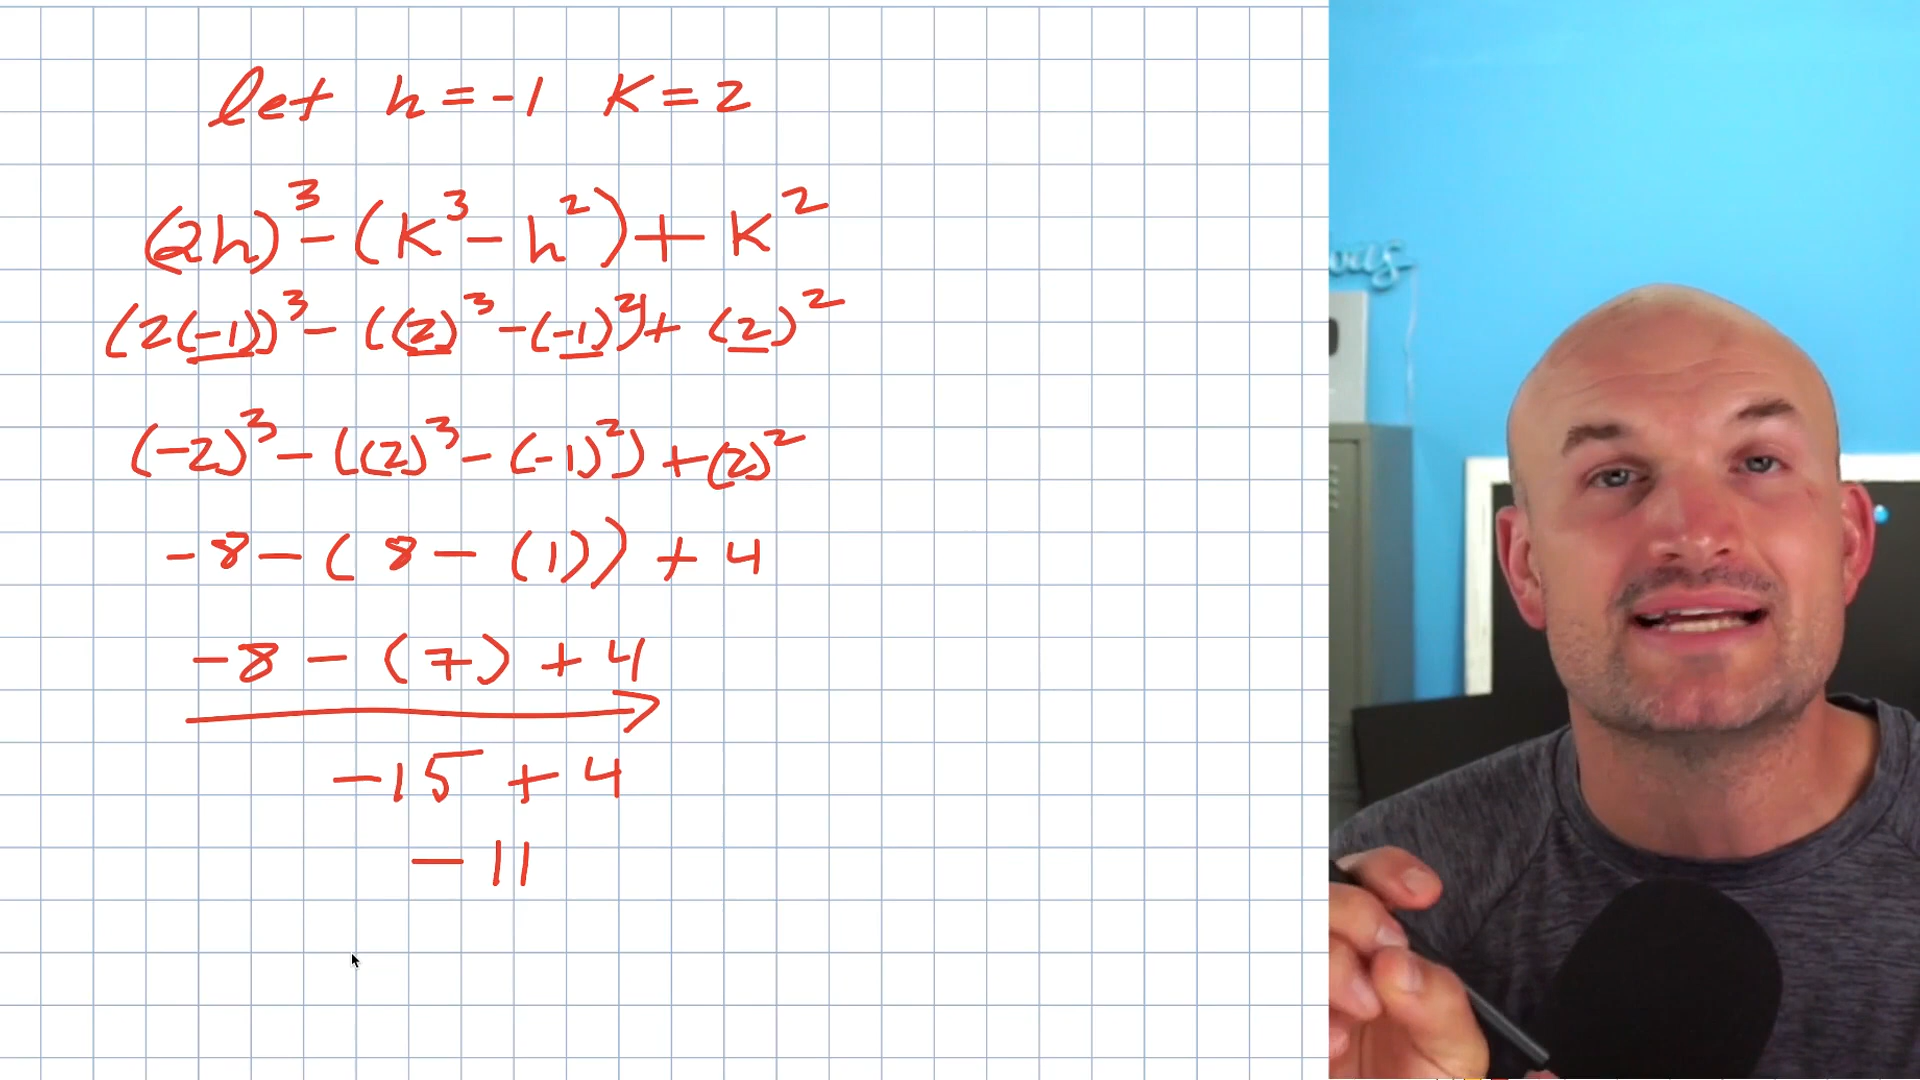 let h = -1 K = 2
(2h)³ - (K³ - h²) + K²
(2(-1))³ - ((2)³ - (-1)²) + (2)²
(-2)³ - ((2)³ - (-1)²) + (2)²
-8 - (8 - (1)) + 4
-8 - (7) + 4
-15 + 4
-11